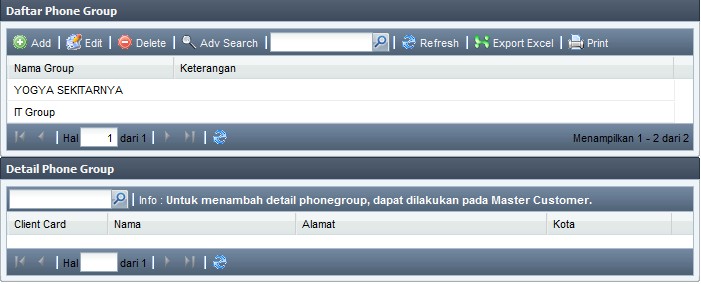 Daftar Phone Group
Add Edit Delete Adv Search Refresh Export Excel Print
Nama Group Keterangan
YOGYA SEKITARNYA
IT Group
Hal 1 dari 1 Menampilkan 1 - 2 dari 2
Detail Phone Group
Info : Untuk menambah detail phonegroup, dapat dilakukan pada Master Customer.
Client Card Nama Alamat Kota
Hal dari 1